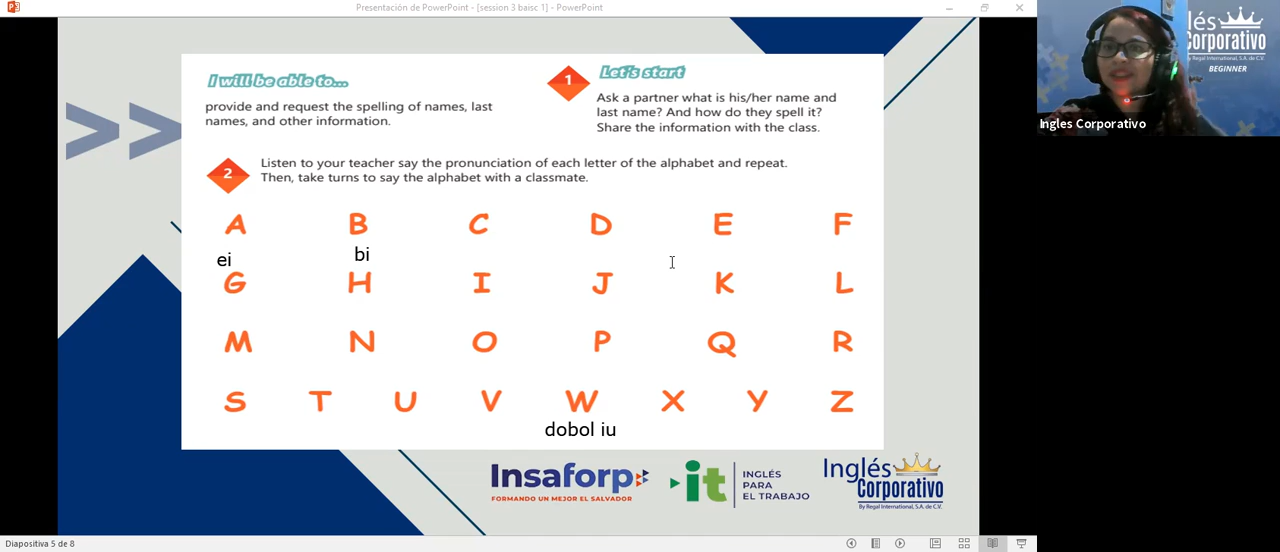 Presentación de PowerPoint - [session 3 baisc 1] - PowerPoint
I will be able to...
provide and request the spelling of names, last
names, and other information.
1
Let's start
Ask a partner what is his/her name and
last name? And how do they spell it?
Share the information with the class.
2
Listen to your teacher say the pronunciation of each letter of the alphabet and repeat.
Then, take turns to say the alphabet with a classmate.
A B C D E F
ei bi
G H I J K L
M N O P Q R
S T U V W X Y Z
dobol iu
Insaforp
FORMANDO UN MEJOR EL SALVADOR
it
INGLÉS
PARA
EL TRABAJO
Inglés
Corporativo
By Regal International, S.A. de C.V.
Diapositiva 5 de 8
lés
Corporativo
By Regal International, S.A. de C.V.
BEGINNER
Ingles Corporativo